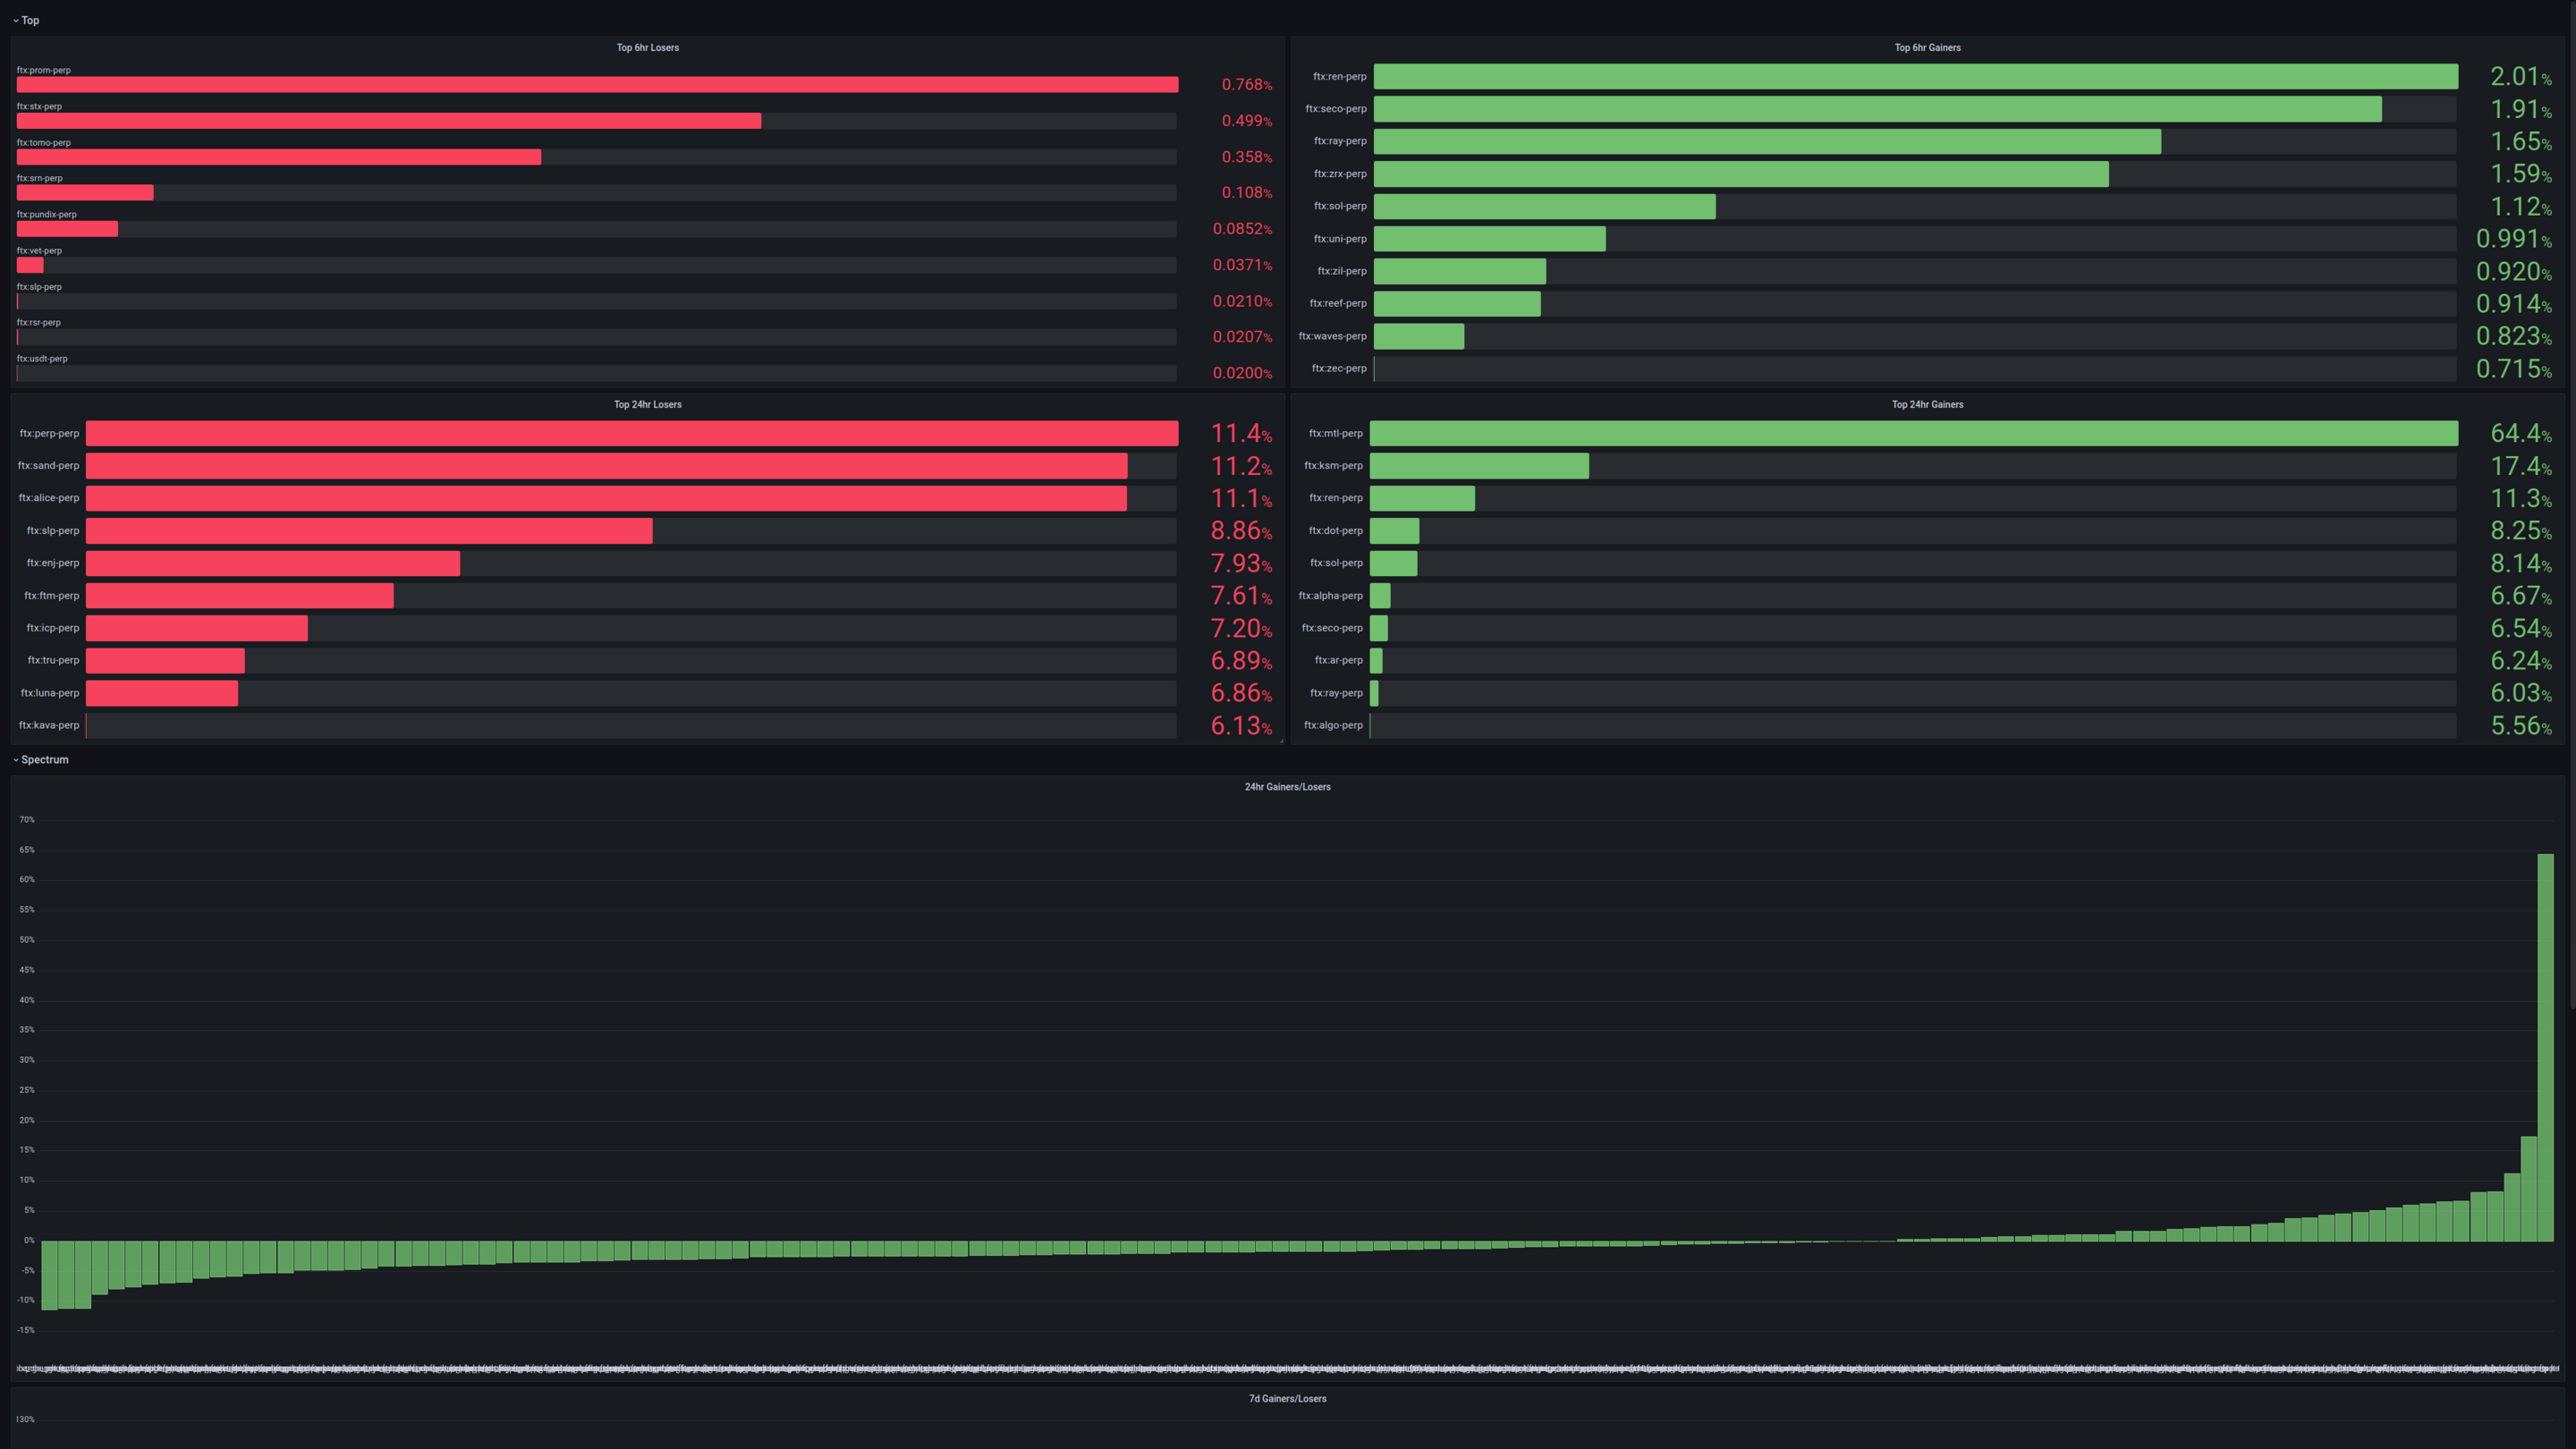 Top
Top 6hr Losers
ftx:prom-perp
0.768%
ftx:stx-perp
0.499%
ftx:tomo-perp
0.358%
ftx:srn-perp
0.108%
ftx:pundix-perp
0.0852%
ftx:vet-perp
0.0371%
ftx:slp-perp
0.0210%
ftx:rsr-perp
0.0207%
ftx:usdt-perp
0.0200%
Top 6hr Gainers
ftx:ren-perp 2.01%
ftx:seco-perp 1.91%
ftx:ray-perp 1.65%
ftx:zrx-perp 1.59%
ftx:sol-perp 1.12%
ftx:uni-perp 0.991%
ftx:zil-perp 0.920%
ftx:reef-perp 0.914%
ftx:waves-perp 0.823%
ftx:zec-perp 0.715%
Top 24hr Losers
ftx:perp-perp 11.4%
ftx:sand-perp 11.2%
ftx:alice-perp 11.1%
ftx:slp-perp 8.86%
ftx:enj-perp 7.93%
ftx:ftm-perp 7.61%
ftx:icp-perp 7.20%
ftx:tru-perp 6.89%
ftx:luna-perp 6.86%
ftx:kava-perp 6.13%
Top 24hr Gainers
ftx:mtl-perp 64.4%
ftx:ksm-perp 17.4%
ftx:ren-perp 11.3%
ftx:dot-perp 8.25%
ftx:sol-perp 8.14%
ftx:alpha-perp 6.67%
ftx:seco-perp 6.54%
ftx:ar-perp 6.24%
ftx:ray-perp 6.03%
ftx:algo-perp 5.56%
Spectrum
24hr Gainers/Losers
70%
65%
60%
55%
50%
45%
40%
35%
30%
25%
20%
15%
10%
5%
0%
-5%
-10%
-15%
7d Gainers/Losers
130%